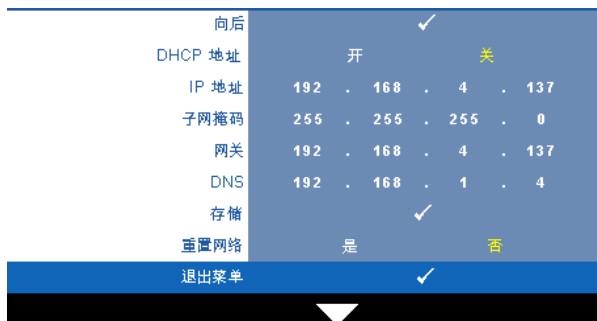 向后 ✓
DHCP 地址 开 关
IP 地址 192 . 168 . 4 . 137
子网掩码 255 . 255 . 255 . 0
网关 192 . 168 . 4 . 137
DNS 192 . 168 . 1 . 4
存储 ✓
重置网络 是 否
退出菜单 ✓